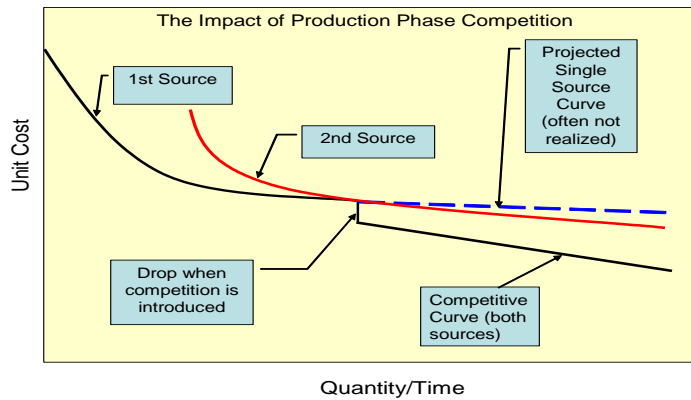 The Impact of Production Phase Competition
1st Source
Projected
Single
Source
Curve
(often not
realized)
2nd Source
Unit Cost
Drop when
competition is
introduced
Competitive
Curve (both
sources)
Quantity/Time